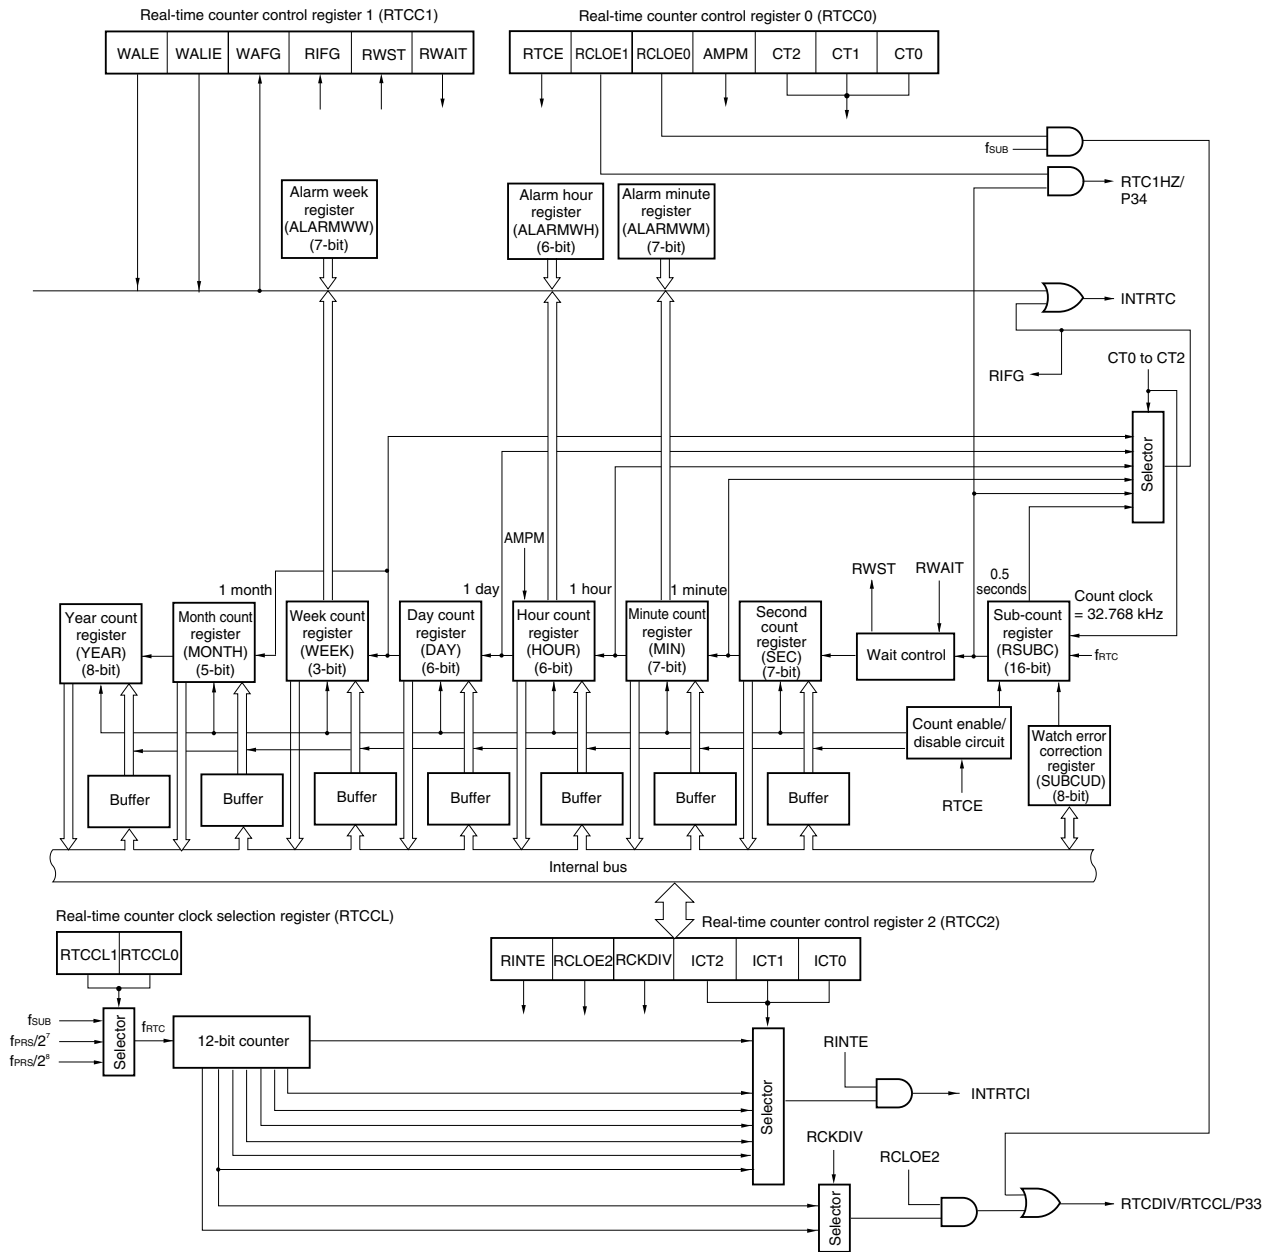 Real-time counter control register 1 (RTCC1)
WALE WALIE WAFG RIFG RWST RWAIT
Real-time counter control register 0 (RTCC0)
RTCE RCLOE1 RCLOE0 AMPM CT2 CT1 CT0
fSUB
RTC1HZ/
P34
Alarm week
register
(ALARMWW)
(7-bit)
Alarm hour
register
(ALARMWH)
(6-bit)
Alarm minute
register
(ALARMWM)
(7-bit)
INTRTC
CT0 to CT2
RIFG
Selector
AMPM
1 month
1 day
1 hour
1 minute
RWST
RWAIT
0.5
seconds
Count clock
= 32.768 kHz
Year count
register
(YEAR)
(8-bit)
Month count
register
(MONTH)
(5-bit)
Week count
register
(WEEK)
(3-bit)
Day count
register
(DAY)
(6-bit)
Hour count
register
(HOUR)
(6-bit)
Minute count
register
(MIN)
(7-bit)
Second
count
register
(SEC)
(7-bit)
Wait control
Sub-count
register
(RSUBC)
(16-bit)
fRTC
Count enable/
disable circuit
RTCE
Watch error
correction
register
(SUBCUD)
(8-bit)
Buffer
Buffer
Buffer
Buffer
Buffer
Buffer
Buffer
Internal bus
Real-time counter clock selection register (RTCCL)
RTCCL1 RTCCL0
Real-time counter control register 2 (RTCC2)
RINTE RCLOE2 RCKDIV ICT2 ICT1 ICT0
fSUB
fPRS/2⁷
fPRS/2⁸
Selector
fRTC
12-bit counter
Selector
RINTE
INTRTCI
RCKDIV
Selector
RCLOE2
RTCDIV/RTCCL/P33